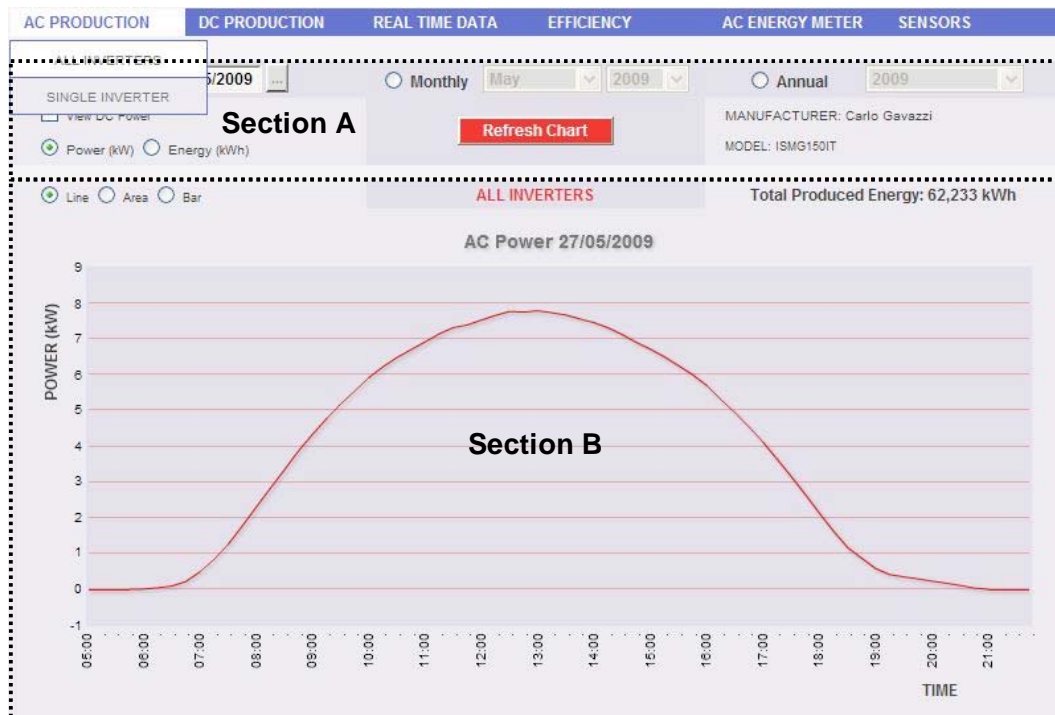 AC PRODUCTION DC PRODUCTION REAL TIME DATA EFFICIENCY AC ENERGY METER SENSORS
ALL INVERTERS
SINGLE INVERTER
5/2009 ... Monthly May 2009 Annual 2009
View DC Power
Section A
Refresh Chart
MANUFACTURER: Carlo Gavazzi
Power (kW) Energy (kWh)
MODEL: ISMG150IT
Line Area Bar
ALL INVERTERS
Total Produced Energy: 62,233 kWh
AC Power 27/05/2009
POWER (kW)
9
8
7
6
5
4
3
2
1
0
-1
Section B
05:00 06:00 07:00 08:00 09:00 10:00 11:00 12:00 13:00 14:00 15:00 16:00 17:00 18:00 19:00 20:00 21:00
TIME